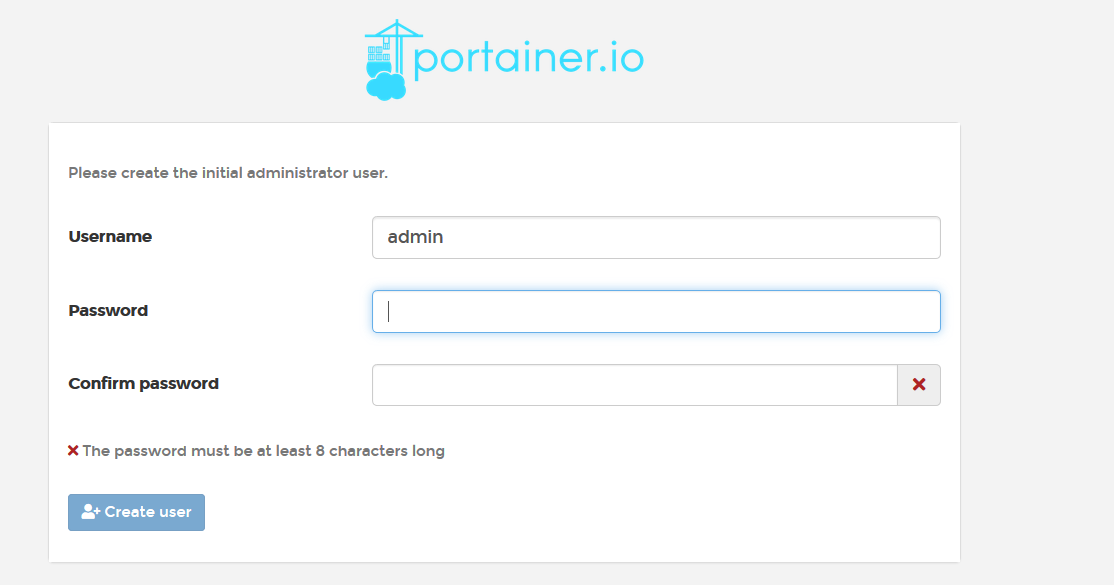 portainer.io
Please create the initial administrator user.
Username
admin
Password
Confirm password
The password must be at least 8 characters long
Create user